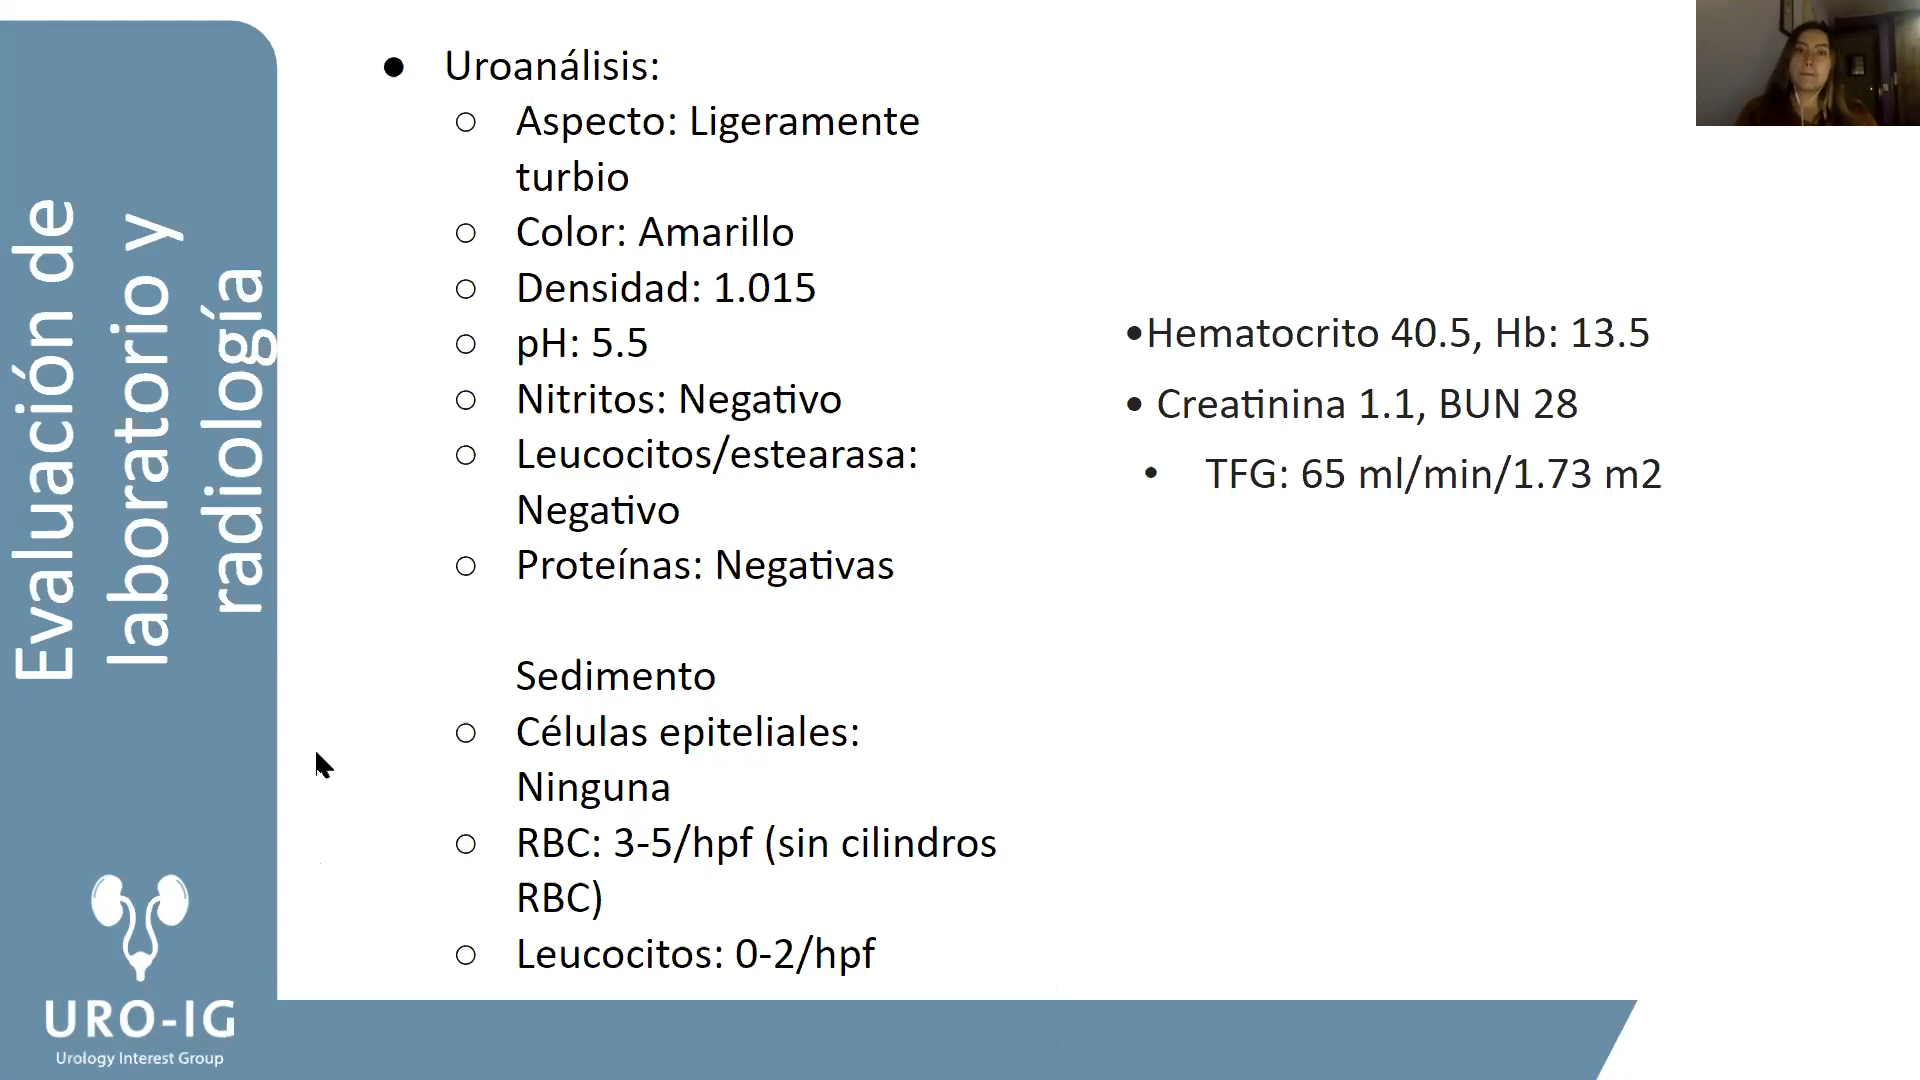 Evaluación de
laboratorio y
radiología
● Uroanálisis:
○ Aspecto: Ligeramente
turbio
○ Color: Amarillo
○ Densidad: 1.015
○ pH: 5.5
○ Nitritos: Negativo
○ Leucocitos/estearasa:
Negativo
○ Proteínas: Negativas
Sedimento
○ Células epiteliales:
Ninguna
○ RBC: 3-5/hpf (sin cilindros
RBC)
○ Leucocitos: 0-2/hpf
•Hematocrito 40.5, Hb: 13.5
• Creatinina 1.1, BUN 28
• TFG: 65 ml/min/1.73 m2
URO-IG
Urology Interest Group